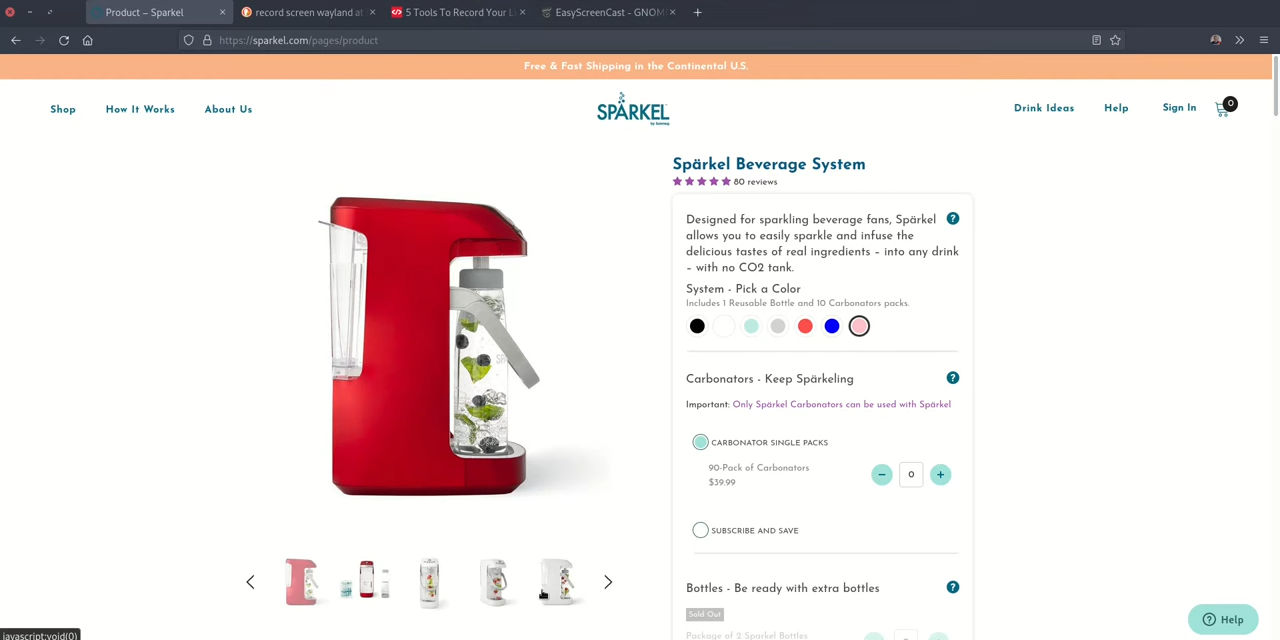 Product – Sparkel
record screen wayland at
5 Tools To Record Your Li
EasyScreenCast - GNOM
https://sparkel.com/pages/product
Free & Fast Shipping in the Continental U.S.
Shop
How It Works
About Us
SPÄRKEL
Drink Ideas
Help
Sign In
0
Spärkel Beverage System
80 reviews
Designed for sparkling beverage fans, Spärkel
allows you to easily sparkle and infuse the
delicious tastes of real ingredients – into any drink
– with no CO2 tank.
?
System - Pick a Color
Includes 1 Reusable Bottle and 10 Carbonators packs.
Carbonators - Keep Spärkeling
?
Important: Only Spärkel Carbonators can be used with Spärkel
CARBONATOR SINGLE PACKS
90-Pack of Carbonators
$39.99
− 0 +
SUBSCRIBE AND SAVE
Bottles - Be ready with extra bottles
?
Sold Out
Package of 2 Sparkel Bottles
? Help
javascript:void(0)